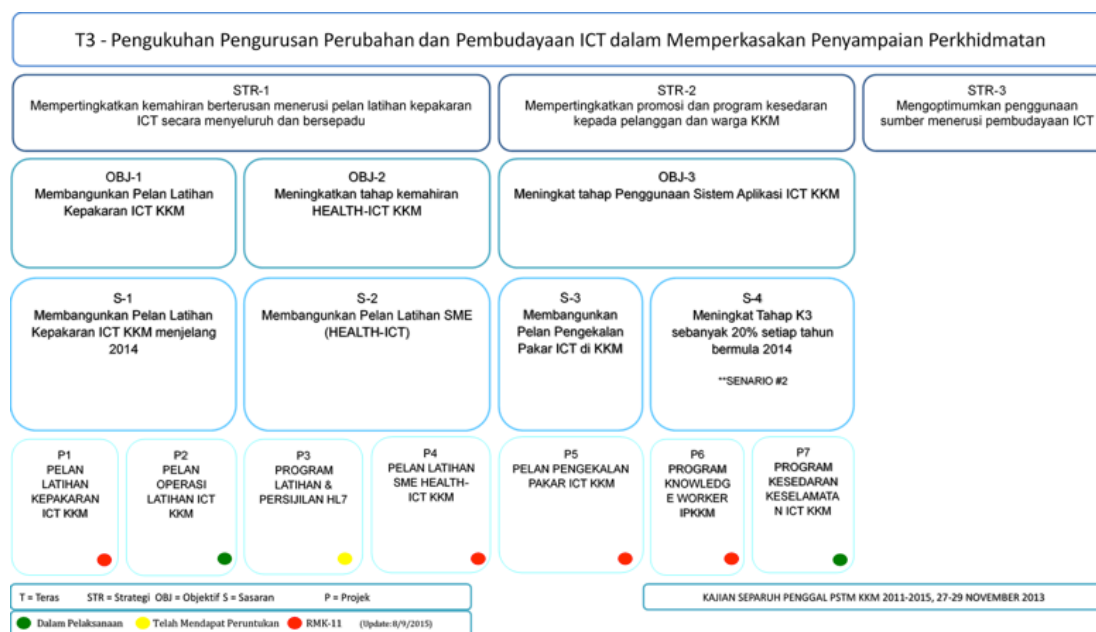 T3 - Pengukuhan Pengurusan Perubahan dan Pembudayaan ICT dalam Memperkasakan Penyampaian Perkhidmatan
STR-1
Mempertingkatkan kemahiran berterusan menerusi pelan latihan kepakaran
ICT secara menyeluruh dan bersepadu
STR-2
Mempertingkatkan promosi dan program kesedaran
kepada pelanggan dan warga KKM
STR-3
Mengoptimumkan penggunaan
sumber menerusi pembudayaan ICT
OBJ-1
Membangunkan Pelan Latihan
Kepakaran ICT KKM
OBJ-2
Meningkatkan tahap kemahiran
HEALTH-ICT KKM
OBJ-3
Meningkat tahap Penggunaan Sistem Aplikasi ICT KKM
S-1
Membangunkan Pelan Latihan
Kepakaran ICT KKM menjelang
2014
S-2
Membangunkan Pelan Latihan SME
(HEALTH-ICT)
S-3
Membangunkan
Pelan Pengekalan
Pakar ICT di KKM
S-4
Meningkat Tahap K3
sebanyak 20% setiap tahun
bermula 2014
**SENARIO #2
P1
PELAN
LATIHAN
KEPAKARAN
ICT KKM
P2
PELAN
OPERASI
LATIHAN ICT
KKM
P3
PROGRAM
LATIHAN &
PERSIJILAN HL7
P4
PELAN LATIHAN
SME HEALTH-
ICT KKM
P5
PELAN PENGEKALAN
PAKAR ICT KKM
P6
PROGRAM
KNOWLEDG
E WORKER
IPKKM
P7
PROGRAM
KESEDARAN
KESELAMATA
N ICT KKM
T = Teras STR = Strategi OBJ = Objektif S = Sasaran P = Projek
KAJIAN SEPARUH PENGGAL PSTM KKM 2011-2015, 27-29 NOVEMBER 2013
Dalam Pelaksanaan Telah Mendapat Peruntukan RMK-11 (Update:8/9/2015)